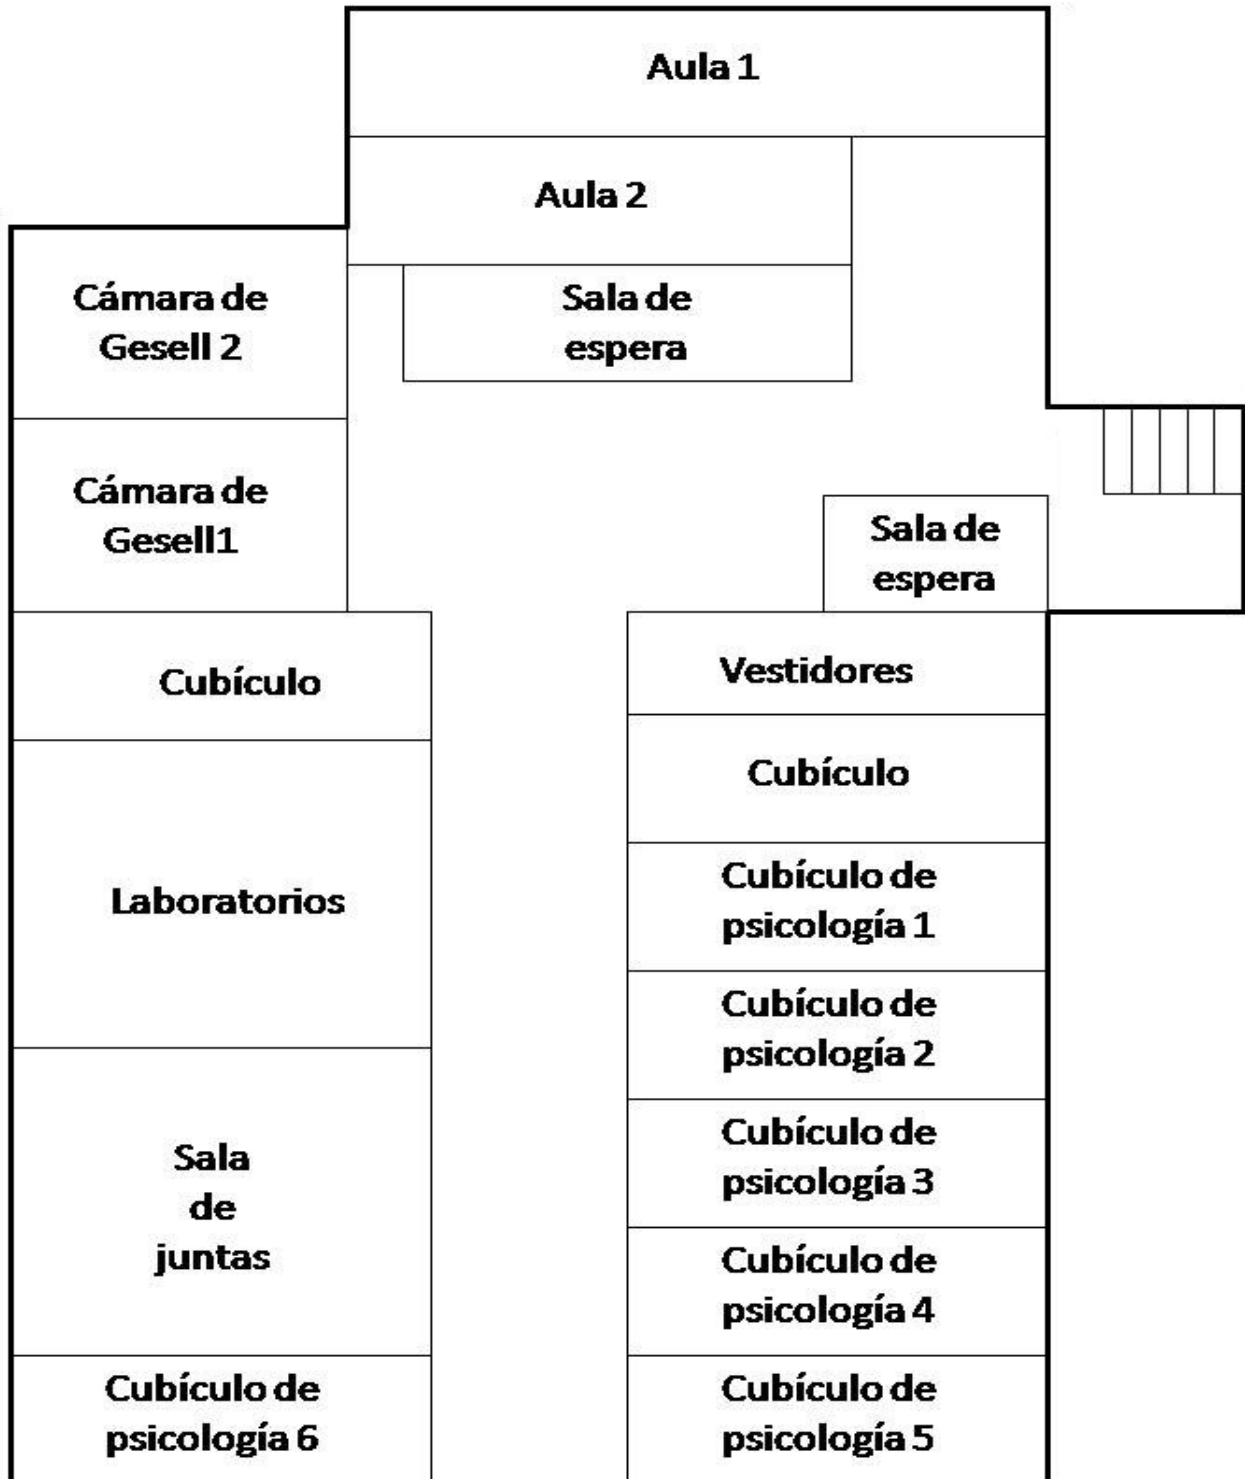 Aula 1
Aula 2
Cámara de
Gesell 2
Sala de
espera
Cámara de
Gesell1
Sala de
espera
Cubículo
Vestidores
Cubículo
Laboratorios
Cubículo de
psicología 1
Cubículo de
psicología 2
Sala
de
juntas
Cubículo de
psicología 3
Cubículo de
psicología 4
Cubículo de
psicología 6
Cubículo de
psicología 5